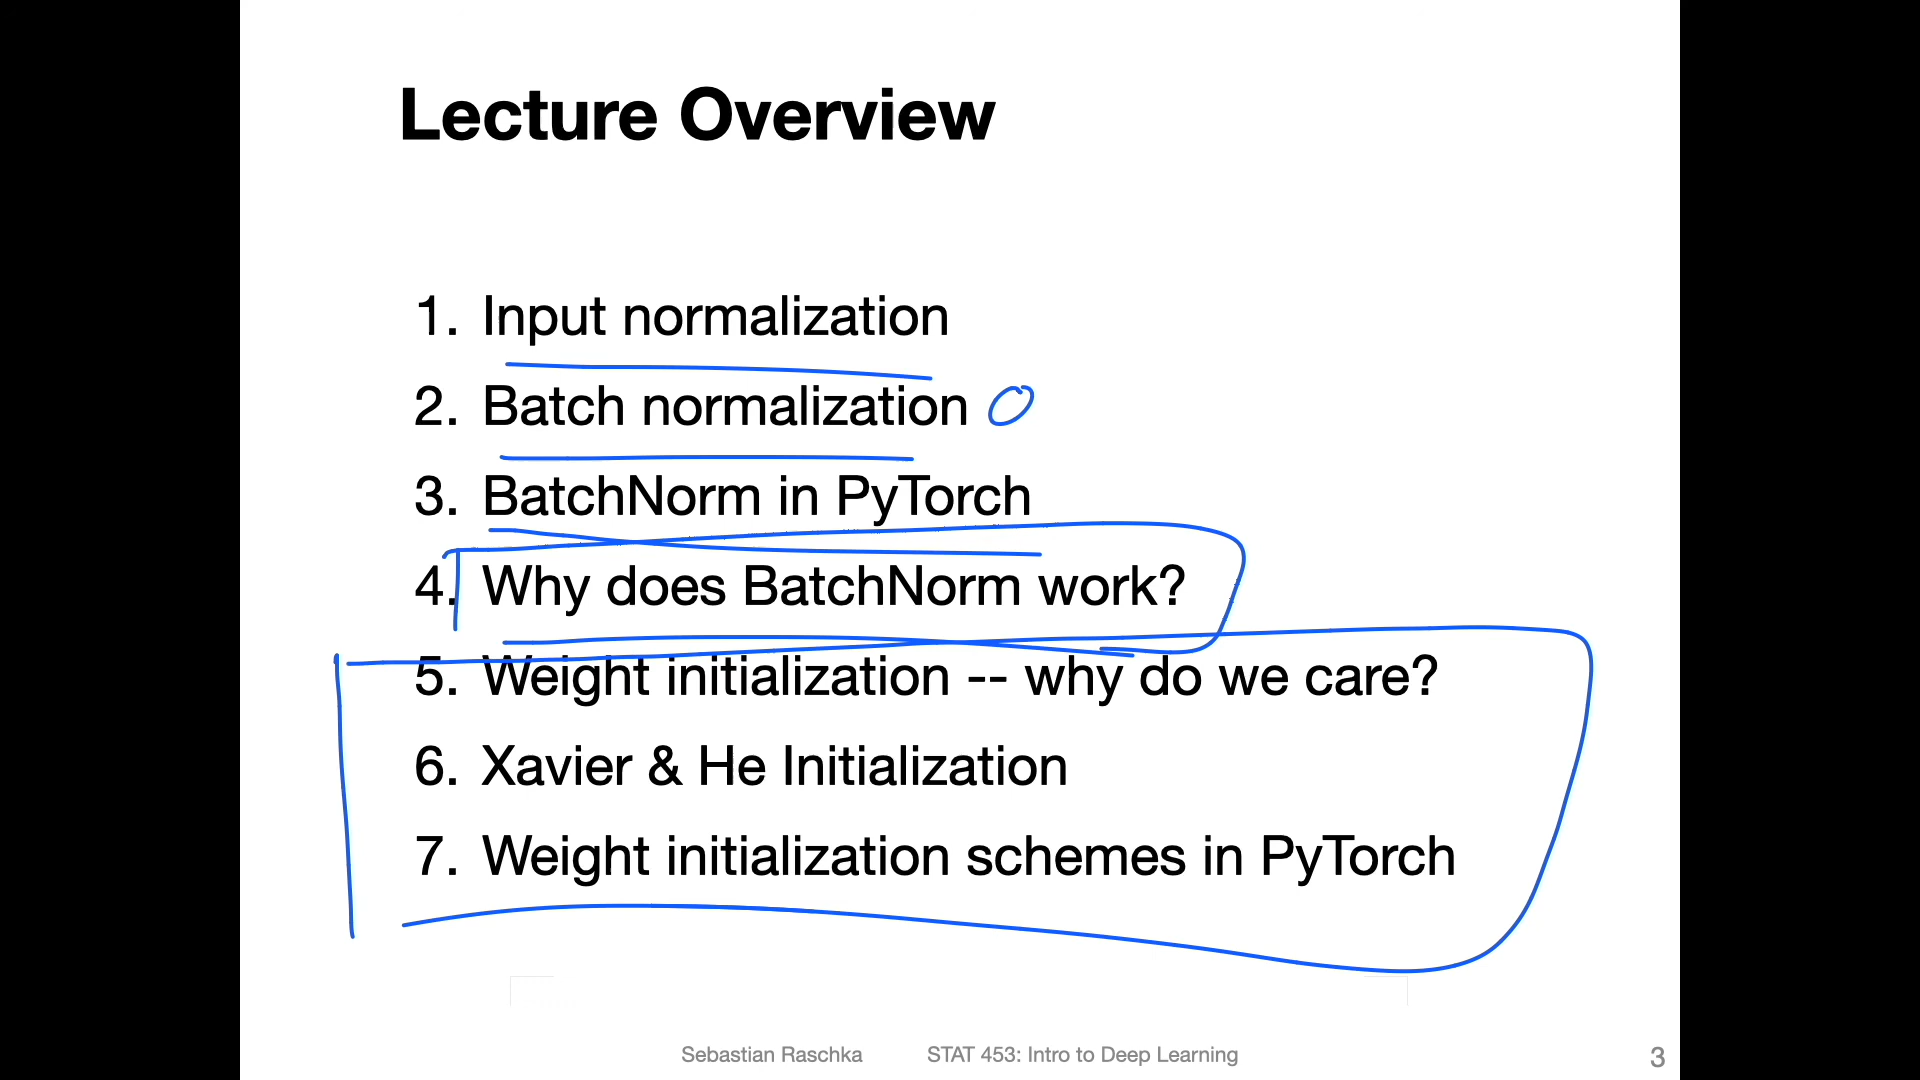 Lecture Overview
1. Input normalization
2. Batch normalization
3. BatchNorm in PyTorch
4. Why does BatchNorm work?
5. Weight initialization -- why do we care?
6. Xavier & He Initialization
7. Weight initialization schemes in PyTorch
Sebastian Raschka STAT 453: Intro to Deep Learning 3